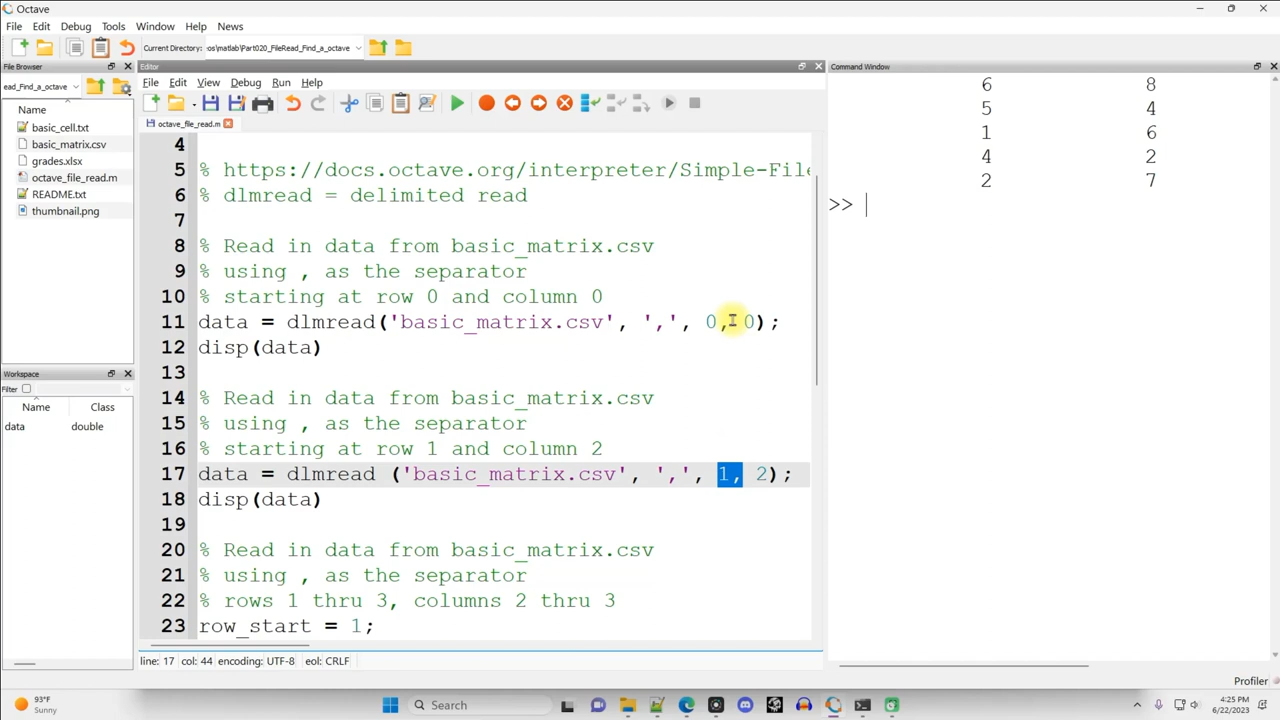 Octave
File Edit Debug Tools Window Help News
Current Directory: os\matlab\Part020_FileRead_Find_a_octave
File Browser
Editor
Command Window
ead_Find_a_octave
File Edit View Debug Run Help
Name
octave_file_read.m
basic_cell.txt
basic_matrix.csv
grades.xlsx
octave_file_read.m
README.txt
thumbnail.png
4
5 % https://docs.octave.org/interpreter/Simple-File
6 % dlmread = delimited read
7
8 % Read in data from basic_matrix.csv
9 % using , as the separator
10 % starting at row 0 and column 0
11 data = dlmread('basic_matrix.csv', ',', 0, 0);
12 disp(data)
13
14 % Read in data from basic_matrix.csv
15 % using , as the separator
16 % starting at row 1 and column 2
17 data = dlmread ('basic_matrix.csv', ',', 1, 2);
18 disp(data)
19
20 % Read in data from basic_matrix.csv
21 % using , as the separator
22 % rows 1 thru 3, columns 2 thru 3
23 row_start = 1;
line: 17 col: 44 encoding: UTF-8 eol: CRLF
6 8
5 4
1 6
4 2
2 7
>>
Workspace
Filter
Name Class
data double
Profiler
93°F
Sunny
Search
4:25 PM
6/22/2023